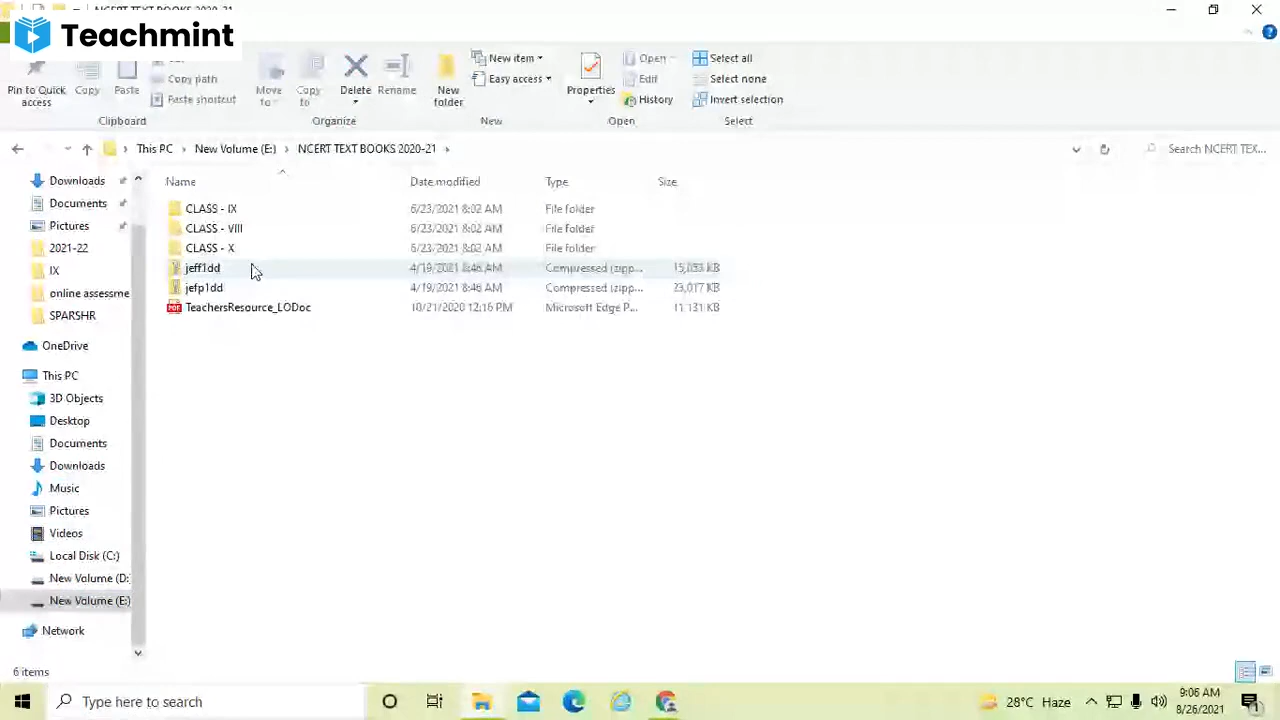 NCERT TEXT BOOKS 2020-21
Teachmint
Copy path
New item
Open
Select all
Easy access
Edit
Select none
Paste shortcut
History
Invert selection
Pin to Quick access
Copy
Paste
Move to
Copy to
Delete
Rename
New folder
Properties
Clipboard
Organize
New
Open
Select
This PC
New Volume (E:)
NCERT TEXT BOOKS 2020-21
Search NCERT TEX...
Name
Date modified
Type
Size
CLASS - IX 6/23/2021 8:02 AM File folder
CLASS - VIII 6/23/2021 8:02 AM File folder
CLASS - X 6/23/2021 8:02 AM File folder
jeff1dd 4/19/2021 8:46 AM Compressed (zipp...
jefp1dd 4/19/2021 8:46 AM Compressed (zipp... 23,017 KB
TeachersResource_LODoc 10/21/2020 12:16 PM Microsoft Edge P... 11,131 KB
Downloads
Documents
Pictures
2021-22
IX
online assessme
SPARSHR
OneDrive
This PC
3D Objects
Desktop
Documents
Downloads
Music
Pictures
Videos
Local Disk (C:)
New Volume (D:
New Volume (E:)
Network
6 items
Type here to search
28°C Haze
9:06 AM
8/26/2021